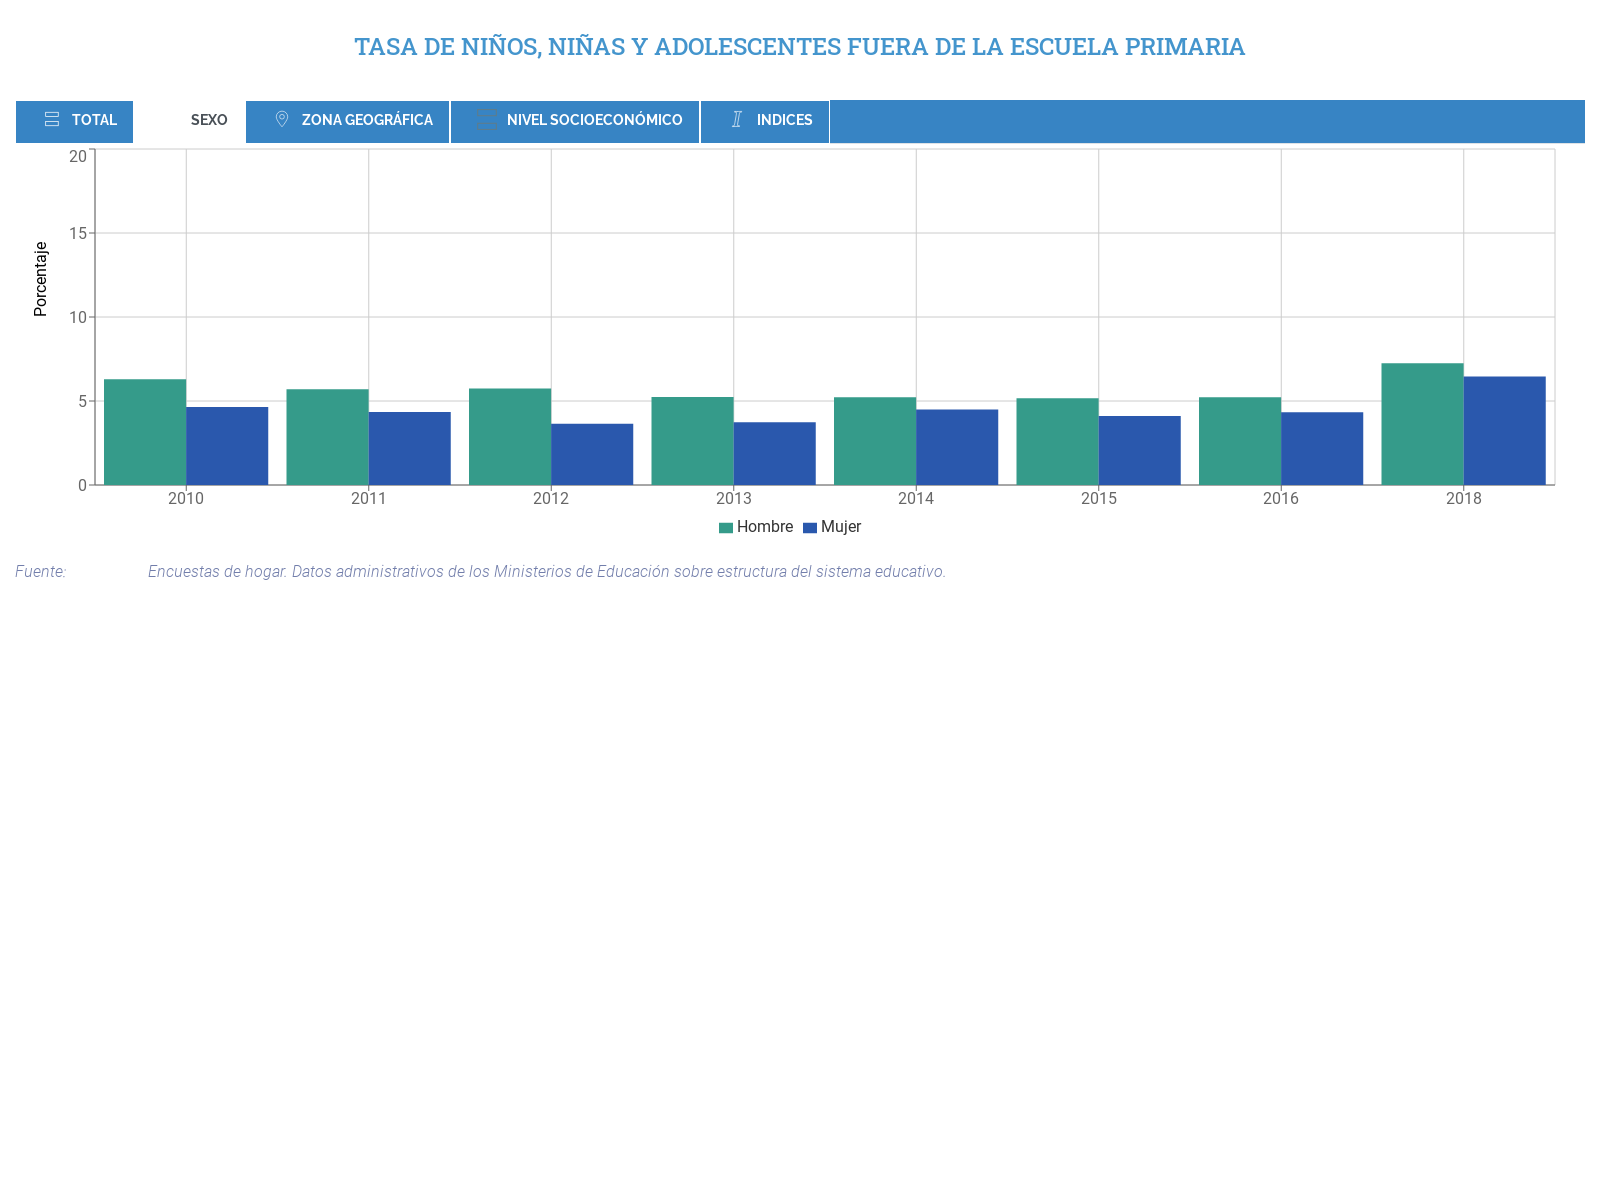 TASA DE NIÑOS, NIÑAS Y ADOLESCENTES FUERA DE LA ESCUELA PRIMARIA
TOTAL SEXO ZONA GEOGRÁFICA NIVEL SOCIOECONÓMICO INDICES
20
15
10
5
0
Porcentaje
2010 2011 2012 2013 2014 2015 2016 2018
Hombre Mujer
Fuente: Encuestas de hogar. Datos administrativos de los Ministerios de Educación sobre estructura del sistema educativo.